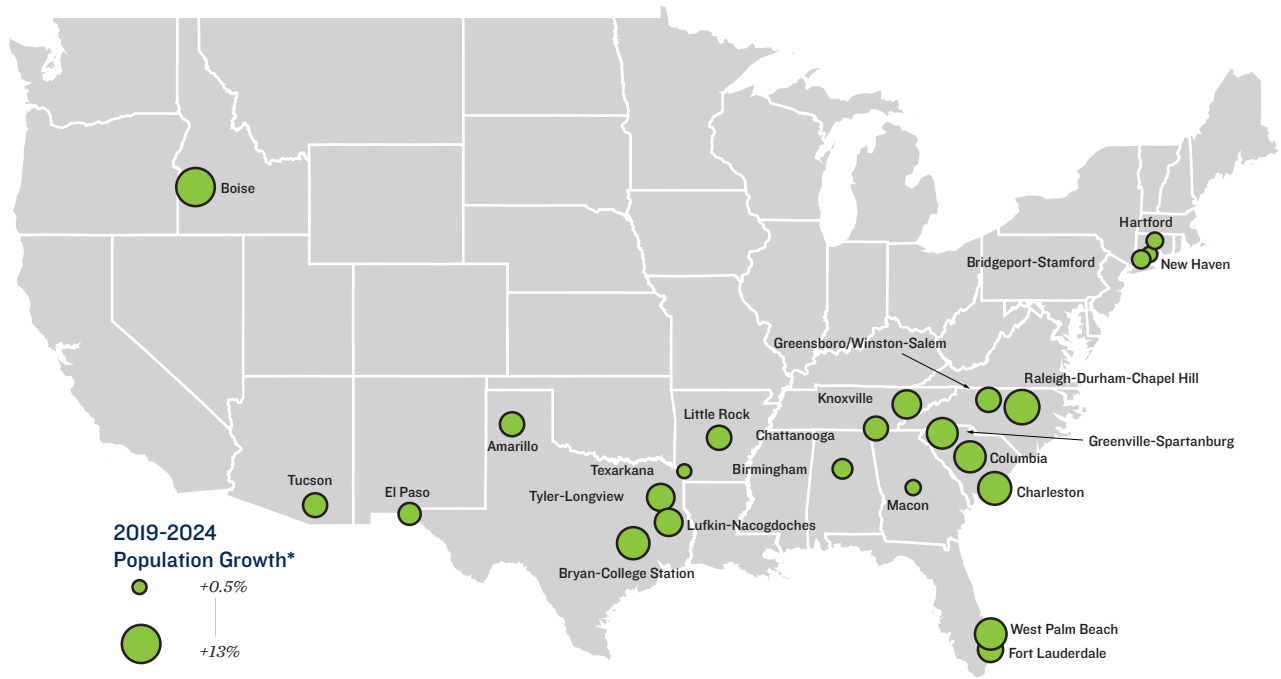 Boise
Hartford
Bridgeport-Stamford
New Haven
Greensboro/Winston-Salem
Raleigh-Durham-Chapel Hill
Knoxville
Little Rock
Chattanooga
Amarillo
Greenville-Spartanburg
Columbia
Texarkana
Birmingham
Tucson
El Paso
Tyler-Longview
Charleston
Macon
Lufkin-Nacogdoches
Bryan-College Station
2019-2024
Population Growth*
+0.5%
+13%
West Palm Beach
Fort Lauderdale